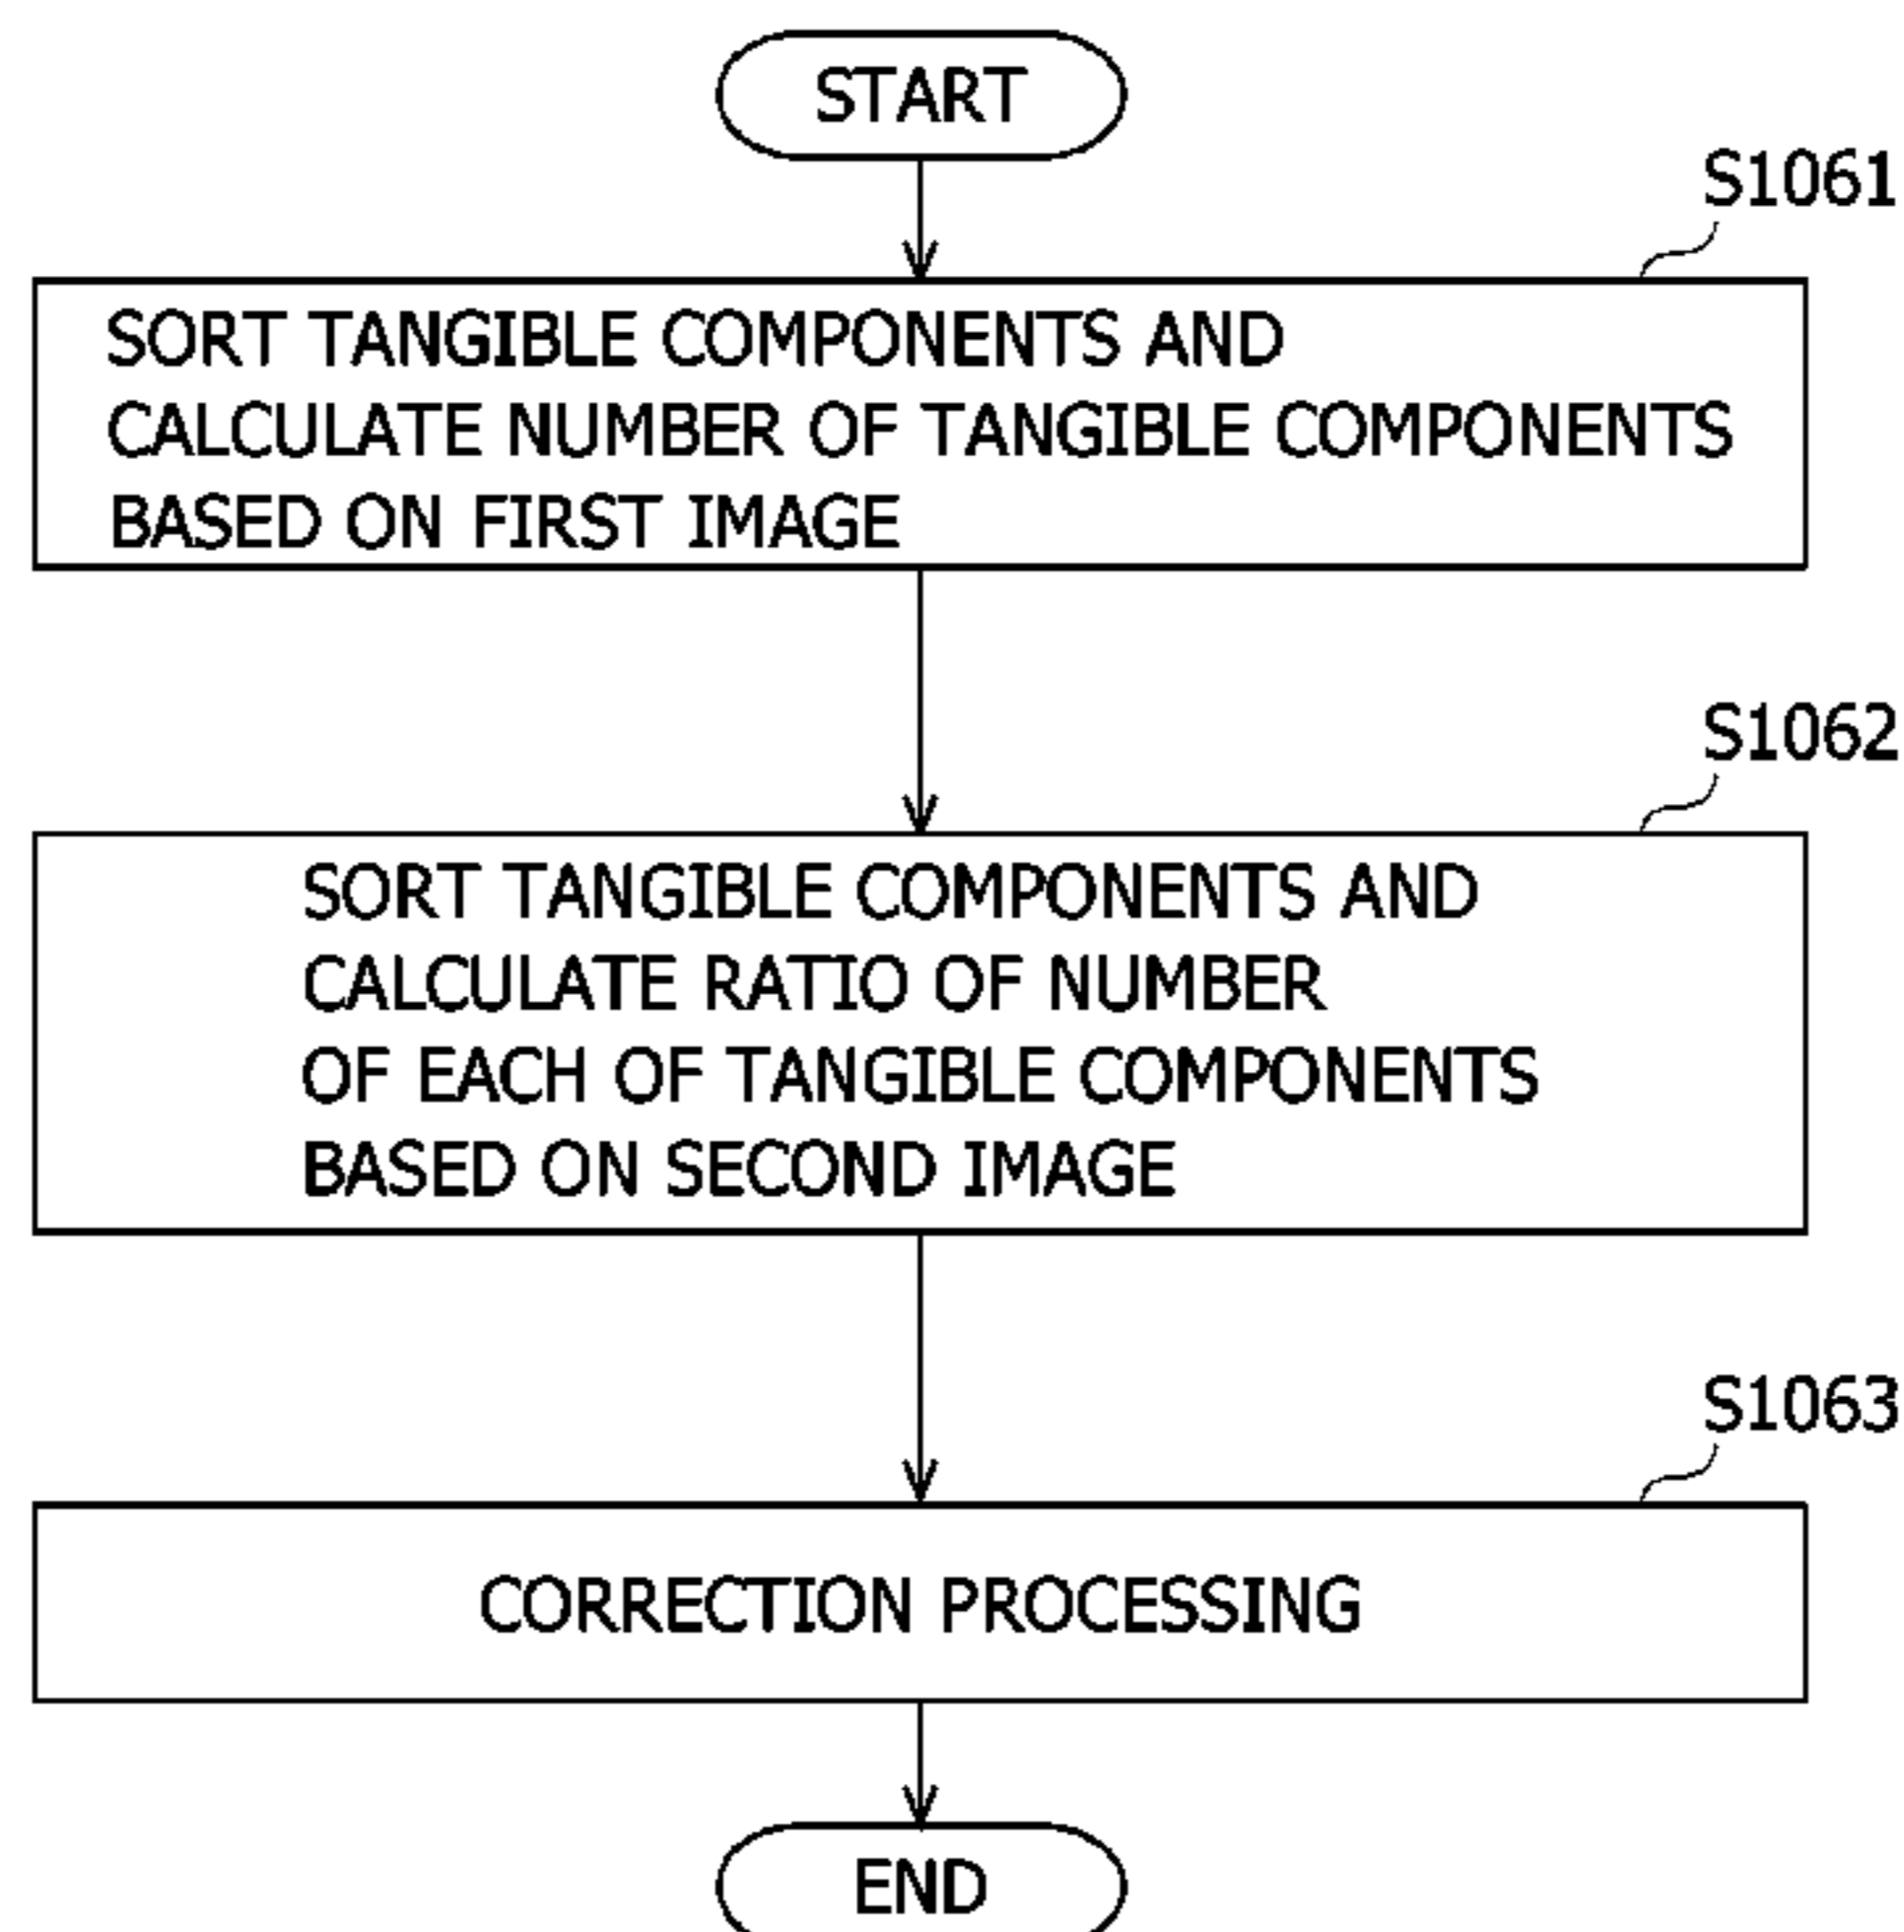 START
S1061
SORT TANGIBLE COMPONENTS AND
CALCULATE NUMBER OF TANGIBLE COMPONENTS
BASED ON FIRST IMAGE
S1062
SORT TANGIBLE COMPONENTS AND
CALCULATE RATIO OF NUMBER
OF EACH OF TANGIBLE COMPONENTS
BASED ON SECOND IMAGE
S1063
CORRECTION PROCESSING
END